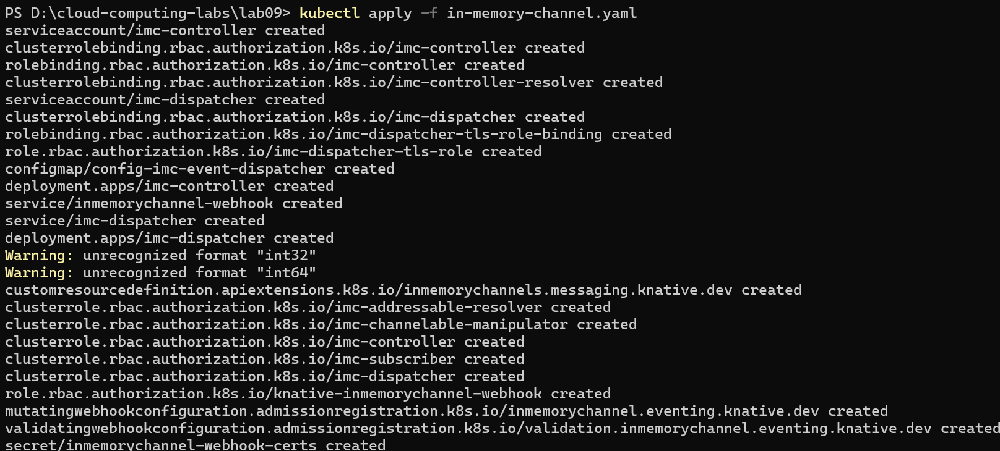 PS D:\cloud-computing-labs\lab09> kubectl apply -f in-memory-channel.yaml
serviceaccount/imc-controller created
clusterrolebinding.rbac.authorization.k8s.io/imc-controller created
rolebinding.rbac.authorization.k8s.io/imc-controller created
clusterrolebinding.rbac.authorization.k8s.io/imc-controller-resolver created
serviceaccount/imc-dispatcher created
clusterrolebinding.rbac.authorization.k8s.io/imc-dispatcher created
rolebinding.rbac.authorization.k8s.io/imc-dispatcher-tls-role-binding created
role.rbac.authorization.k8s.io/imc-dispatcher-tls-role created
configmap/config-imc-event-dispatcher created
deployment.apps/imc-controller created
service/inmemorychannel-webhook created
service/imc-dispatcher created
deployment.apps/imc-dispatcher created
Warning: unrecognized format "int32"
Warning: unrecognized format "int64"
customresourcedefinition.apiextensions.k8s.io/inmemorychannels.messaging.knative.dev created
clusterrole.rbac.authorization.k8s.io/imc-addressable-resolver created
clusterrole.rbac.authorization.k8s.io/imc-channelable-manipulator created
clusterrole.rbac.authorization.k8s.io/imc-controller created
clusterrole.rbac.authorization.k8s.io/imc-subscriber created
clusterrole.rbac.authorization.k8s.io/imc-dispatcher created
role.rbac.authorization.k8s.io/knative-inmemorychannel-webhook created
mutatingwebhookconfiguration.admissionregistration.k8s.io/inmemorychannel.eventing.knative.dev created
validatingwebhookconfiguration.admissionregistration.k8s.io/validation.inmemorychannel.eventing.knative.dev created
secret/inmemorychannel-webhook-certs created